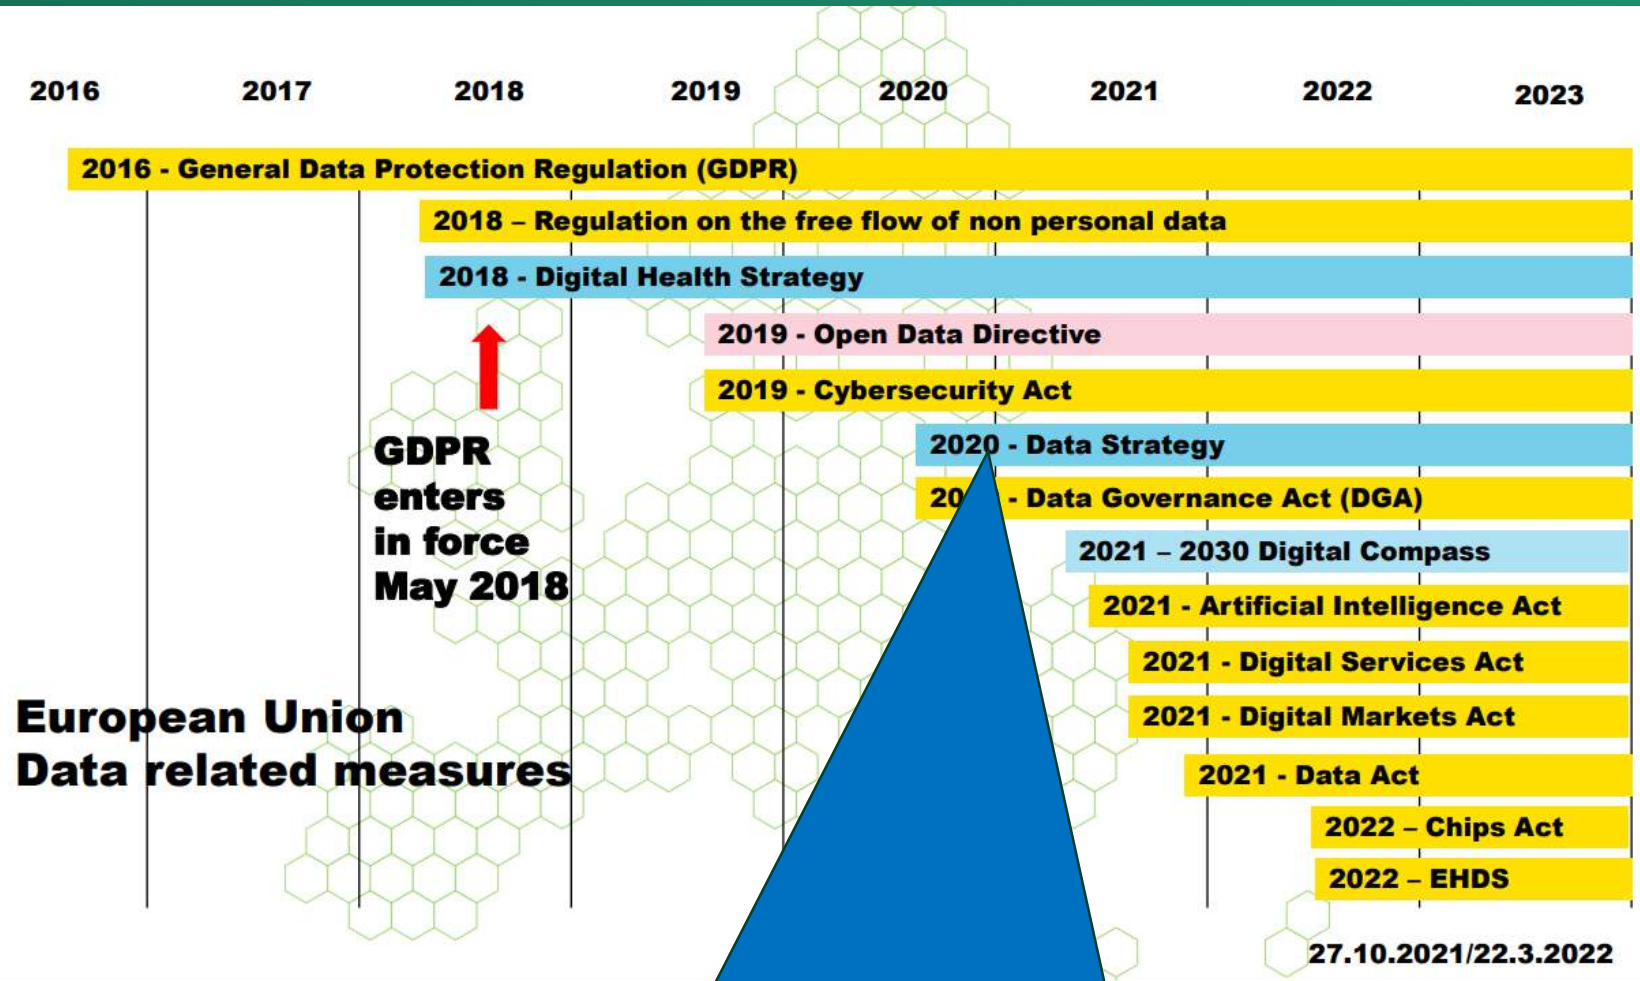 2016 2017 2018 2019 2020 2021 2022 2023
2016 - General Data Protection Regulation (GDPR)
2018 – Regulation on the free flow of non personal data
2018 - Digital Health Strategy
2019 - Open Data Directive
2019 - Cybersecurity Act
2020 - Data Strategy
- Data Governance Act (DGA)
2021 – 2030 Digital Compass
2021 - Artificial Intelligence Act
2021 - Digital Services Act
2021 - Digital Markets Act
2021 - Data Act
2022 – Chips Act
2022 – EHDS
GDPR
enters
in force
May 2018
European Union
Data related measures
27.10.2021/22.3.2022